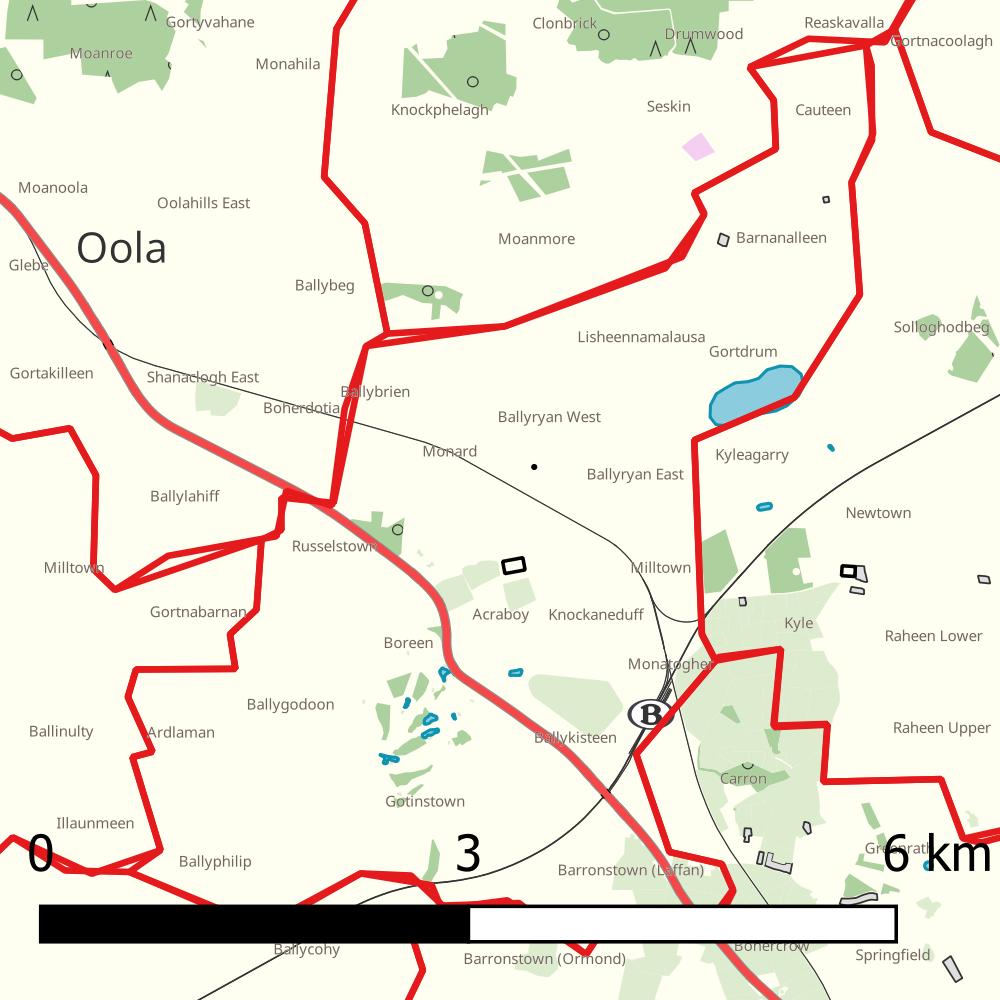 Gortyvahane
Clonbrick
Reaskavalla
Drumwood
Gortnacoolagh
Moanroe
Monahila
Seskin
Knockphelagh
Cauteen
Moanoola
Oolahills East
Oola
Moanmore
Barnanalleen
Glebe
Ballybeg
Solloghodbeg
Lisheennamalausa
Gortdrum
Gortakilleen
Shanaclogh East
Ballybrien
Boherdotia
Ballyryan West
Monard
Kyleagarry
Ballyryan East
Ballylahiff
Newtown
Russelstown
Milltown
Milltown
Gortnabarnan
Acraboy
Knockaneduff
Kyle
Boreen
Raheen Lower
Monatogher
Ballygodoon
B
Ballinulty
Ardlaman
Ballykisteen
Raheen Upper
Carron
Gotinstown
Illaunmeen
Greenrath
0 3 6 km
Ballyphilip
Barronstown (Laffan)
Ballycohy
Bohercrow
Barronstown (Ormond)
Springfield